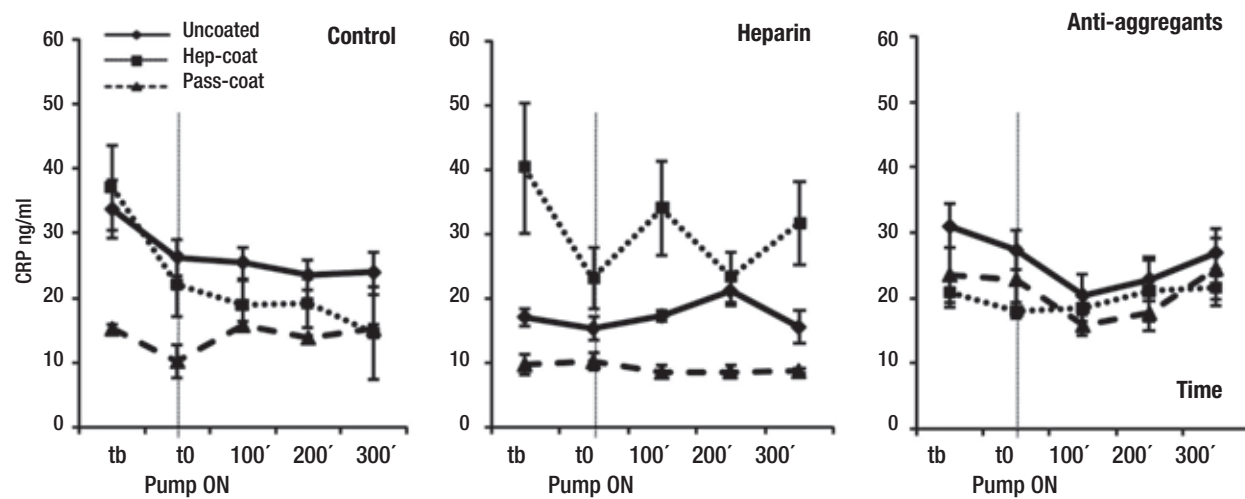 Uncoated
Hep-coat
Pass-coat
Control
Heparin
Anti-aggregants
CRP ng/ml
60
50
40
30
20
10
0
tb t0 100´ 200´ 300´
Pump ON
60
50
40
30
20
10
0
tb t0 100´ 200´ 300´
Pump ON
60
50
40
30
20
10
0
Time
tb t0 100´ 200´ 300´
Pump ON